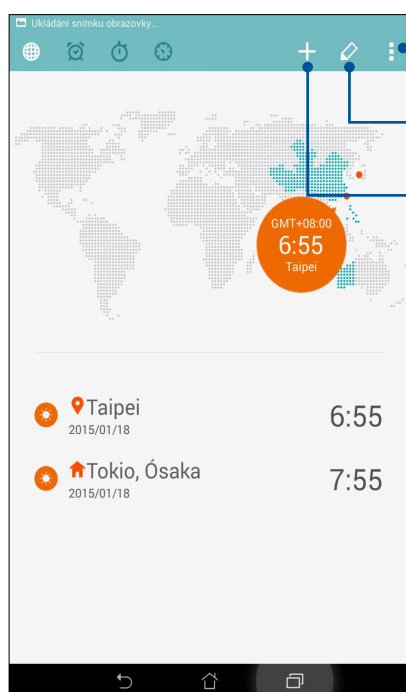 Ukládání snímku obrazovky...
GMT+08:00
6:55
Taipei
Taipei 6:55
2015/01/18
Tokio, Ósaka 7:55
2015/01/18